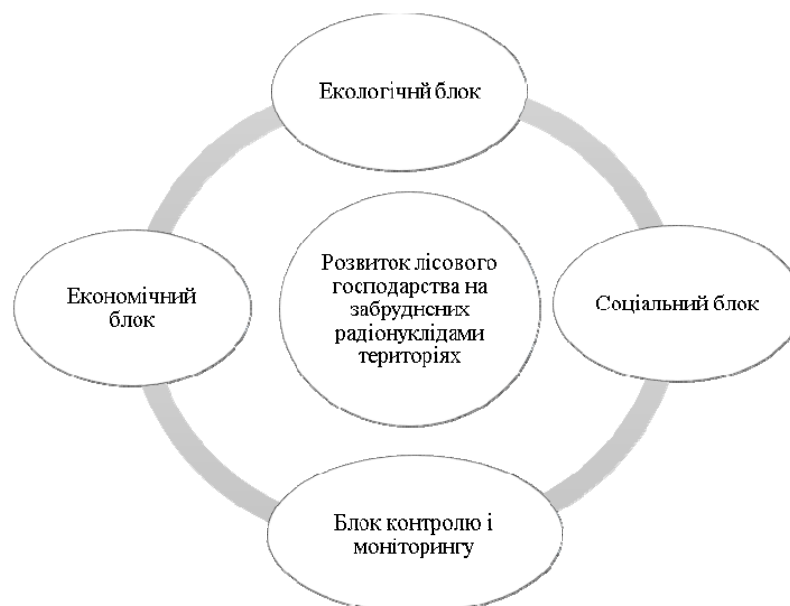 Екологічний блок
Розвиток лісового
господарства на
забруднених
радіонуклідами
територіях
Економічний
блок
Соціальний блок
Блок контролю і
моніторингу